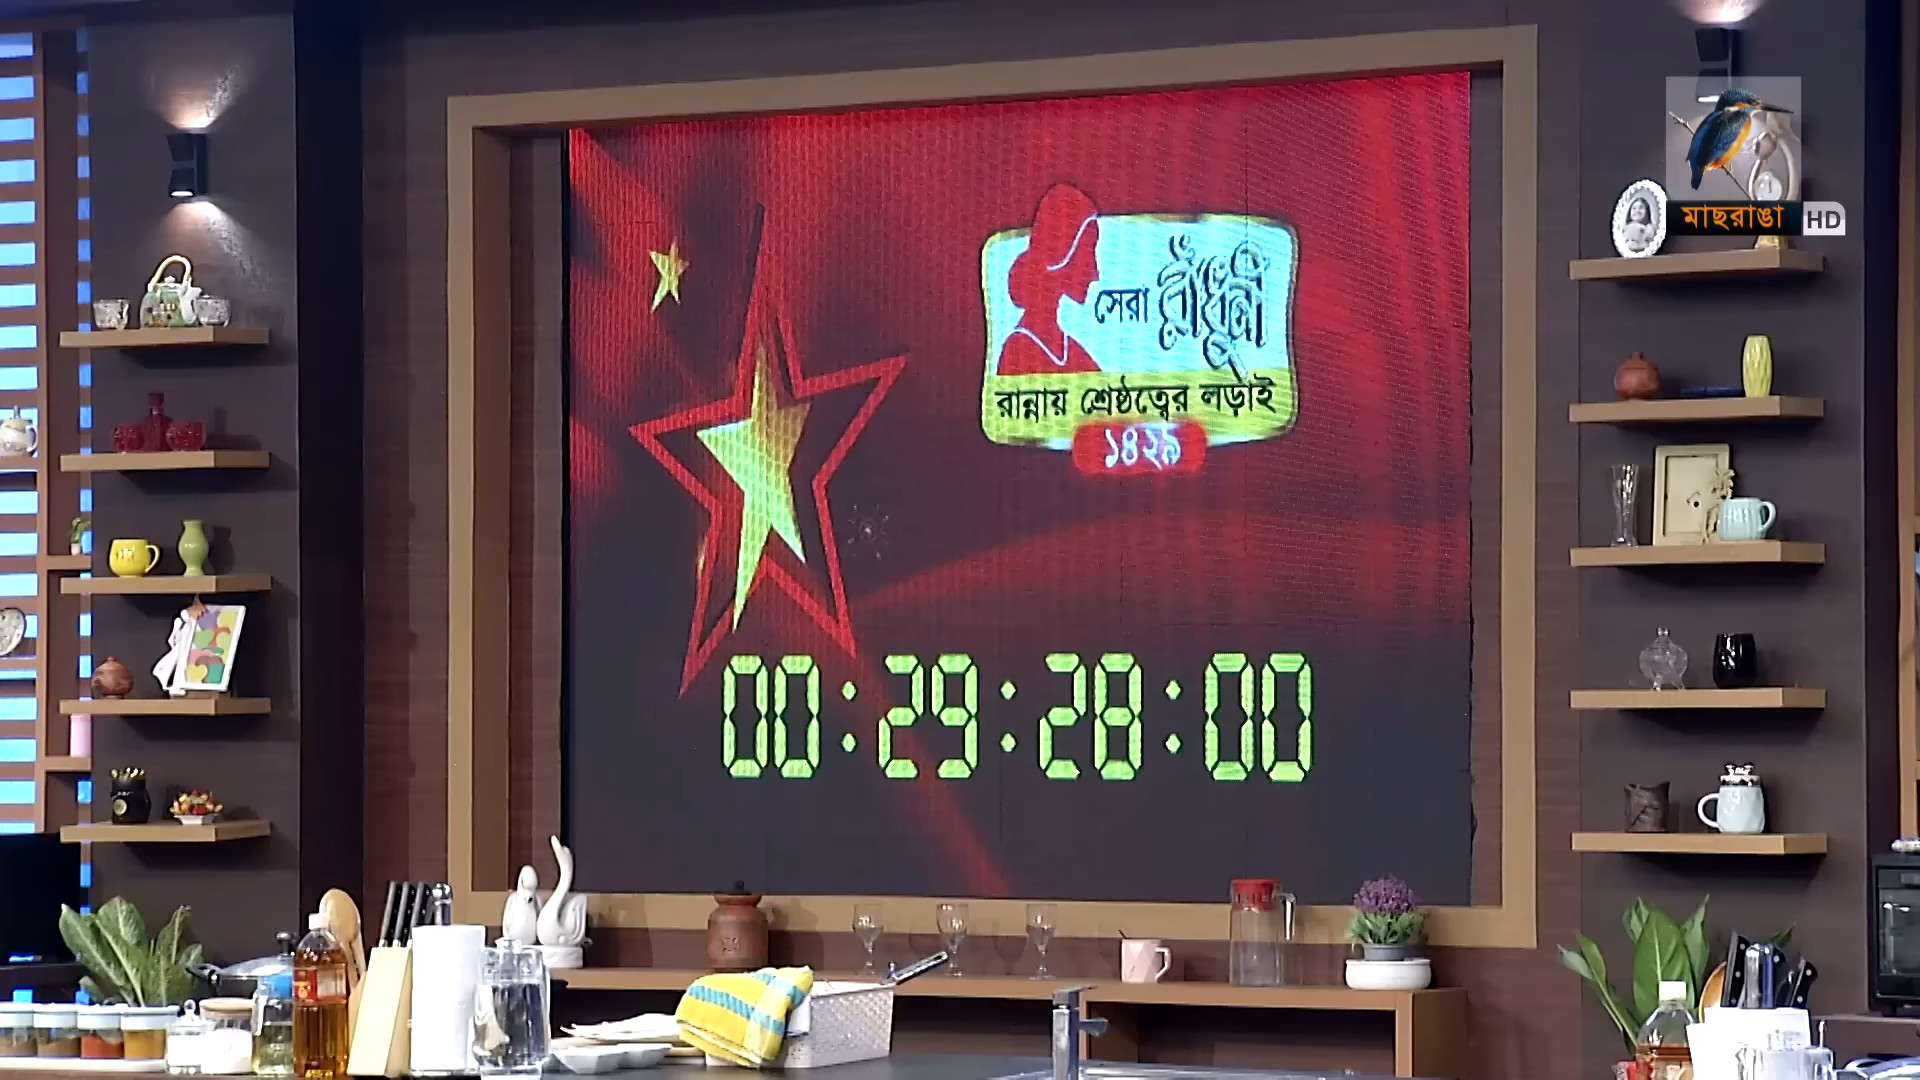 মাছরাঙা HD
সেরা রাঁধুনী
রান্নায় শ্রেষ্ঠত্বের লড়াই
১৪২৯
00:29:28:00